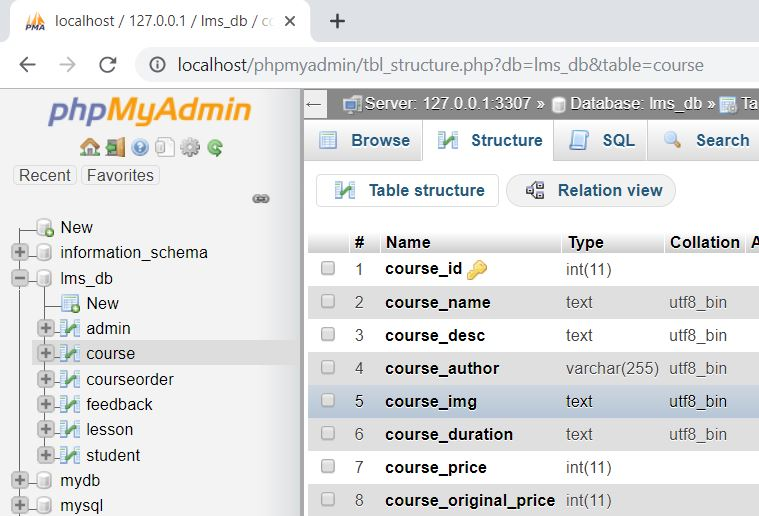 PMA localhost / 127.0.0.1 / lms_db /
localhost/phpmyadmin/tbl_structure.php?db=lms_db&table=course
phpMyAdmin
Recent Favorites
New
information_schema
lms_db
New
admin
course
courseorder
feedback
lesson
student
mydb
mysql
Server: 127.0.0.1:3307 » Database: lms_db » Ta
Browse Structure SQL Search
Table structure Relation view
# Name Type Collation A
1 course_id int(11)
2 course_name text utf8_bin
3 course_desc text utf8_bin
4 course_author varchar(255) utf8_bin
5 course_img text utf8_bin
6 course_duration text utf8_bin
7 course_price int(11)
8 course_original_price int(11)